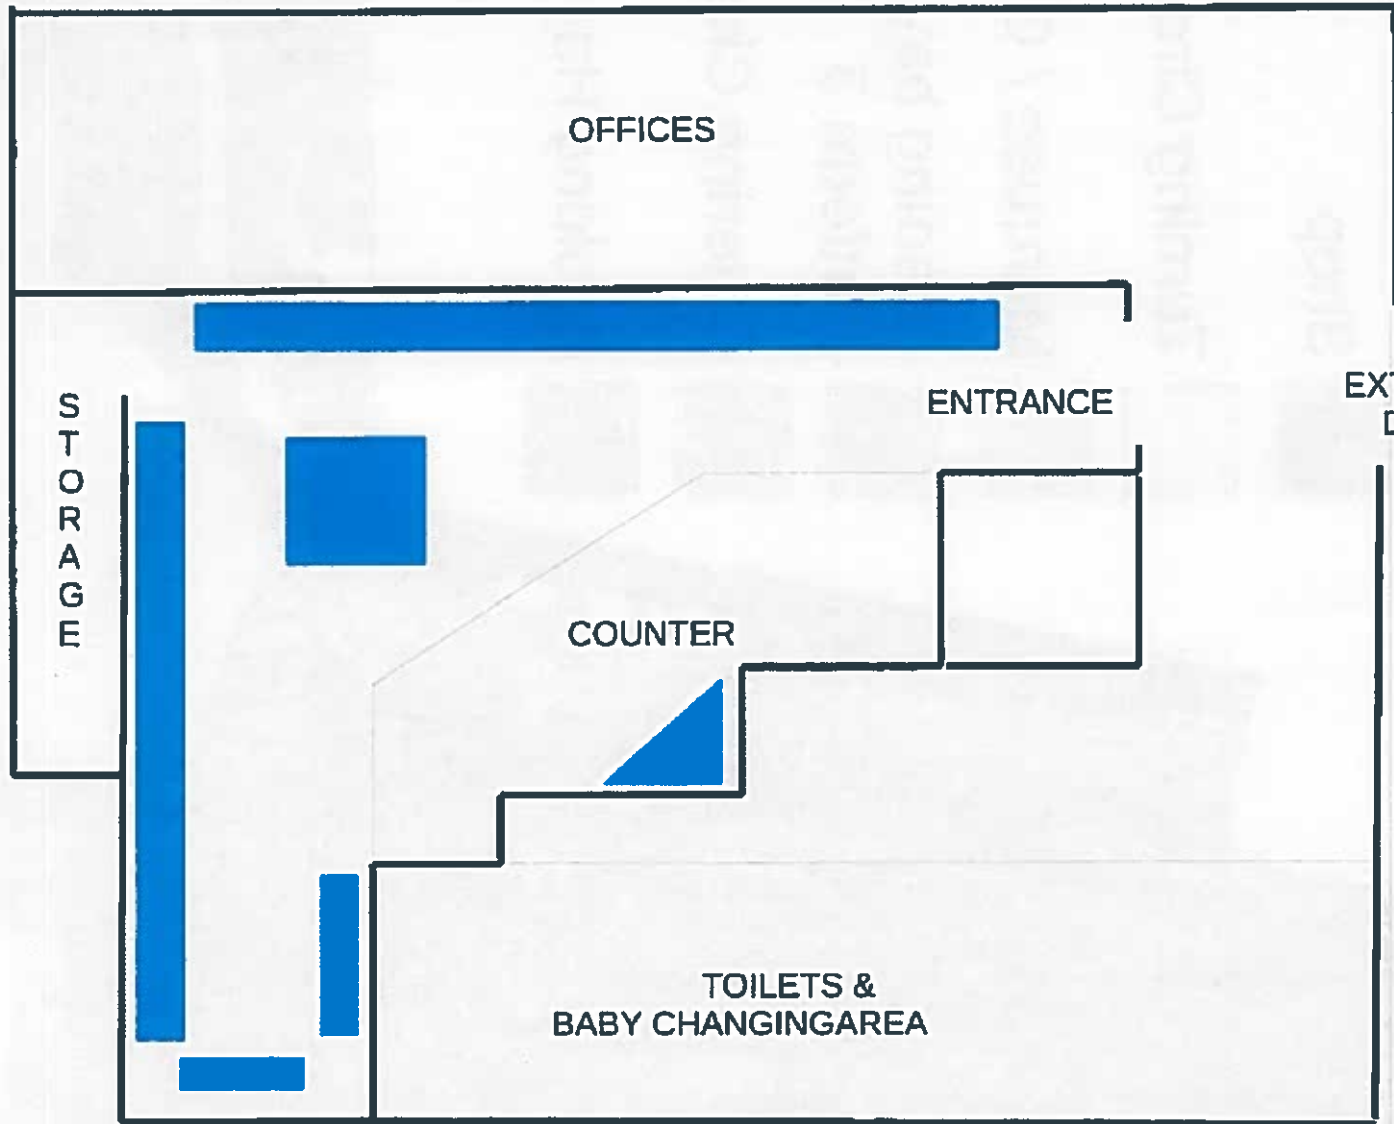 OFFICES
ENTRANCE
STORAGE
COUNTER
TOILETS &
BABY CHANGINGAREA